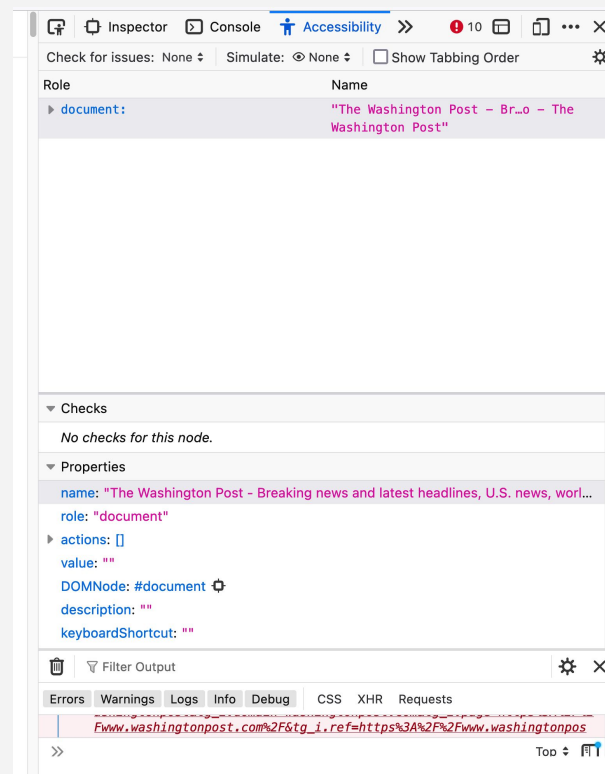 Inspector Console Accessibility 10
Check for issues: None Simulate: None Show Tabbing Order
Role Name
document: "The Washington Post – Br…o – The
Washington Post"
Checks
No checks for this node.
Properties
name: "The Washington Post - Breaking news and latest headlines, U.S. news, worl...
role: "document"
actions: []
value: ""
DOMNode: #document
description: ""
keyboardShortcut: ""
Filter Output
Errors Warnings Logs Info Debug CSS XHR Requests
Fwww.washingtonpost.com%2F&tg_i.ref=https%3A%2F%2Fwww.washingtonpos
Top